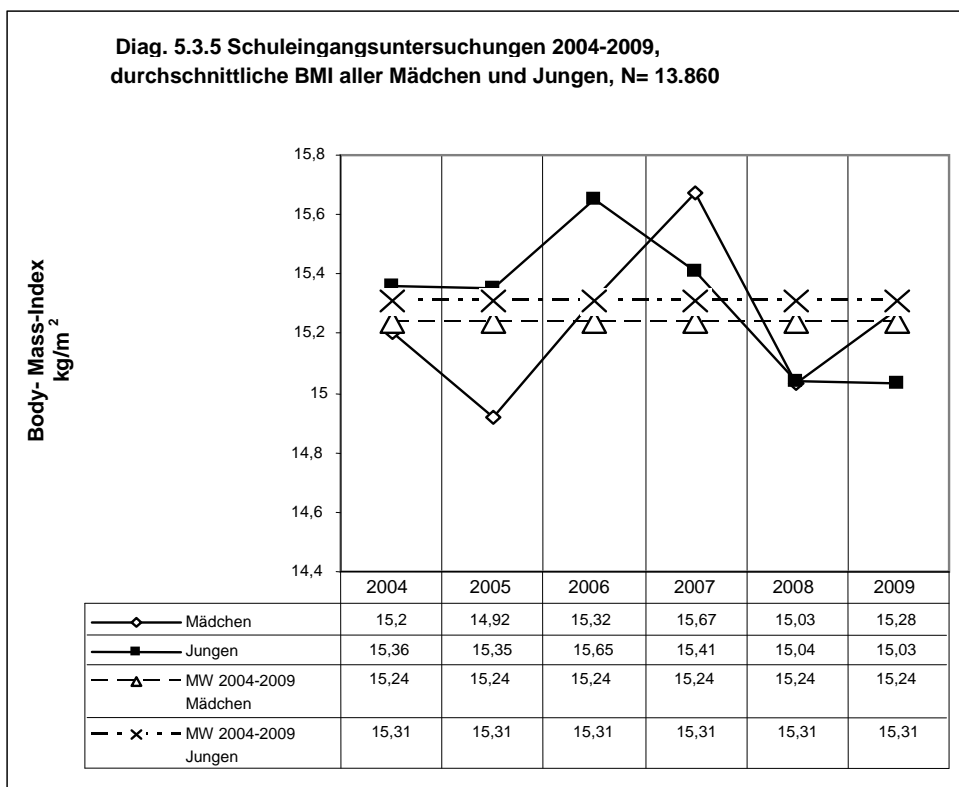 Diag. 5.3.5 Schuleingangsuntersuchungen 2004-2009,
durchschnittliche BMI aller Mädchen und Jungen, N= 13.860
Body- Mass-Index
kg/m²
15,8
15,6
15,4
15,2
15
14,8
14,6
14,4
2004 2005 2006 2007 2008 2009
Mädchen 15,2 14,92 15,32 15,67 15,03 15,28
Jungen 15,36 15,35 15,65 15,41 15,04 15,03
MW 2004-2009 15,24 15,24 15,24 15,24 15,24 15,24
Mädchen
MW 2004-2009 15,31 15,31 15,31 15,31 15,31 15,31
Jungen